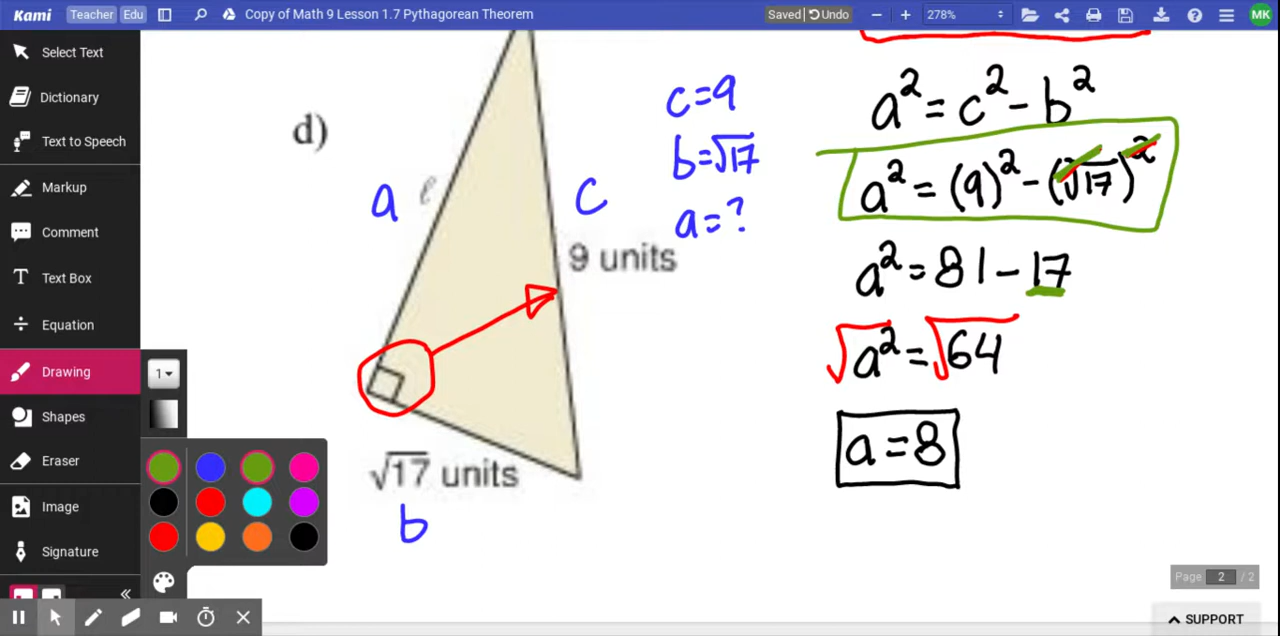 Kami Teacher Edu Copy of Math 9 Lesson 1.7 Pythagorean Theorem Saved Undo 278% MK
Select Text
Dictionary
Text to Speech
Markup
Comment
Text Box
Equation
Drawing
1
Shapes
Eraser
Image
Signature
d)
a
ℓ
c
9 units
√17 units
b
c=9
b=√17
a=?
a² = c² - b²
a² = (9)² - (√17)²
a² = 81 - 17
√a² = √64
a = 8
Page 2 / 2
SUPPORT